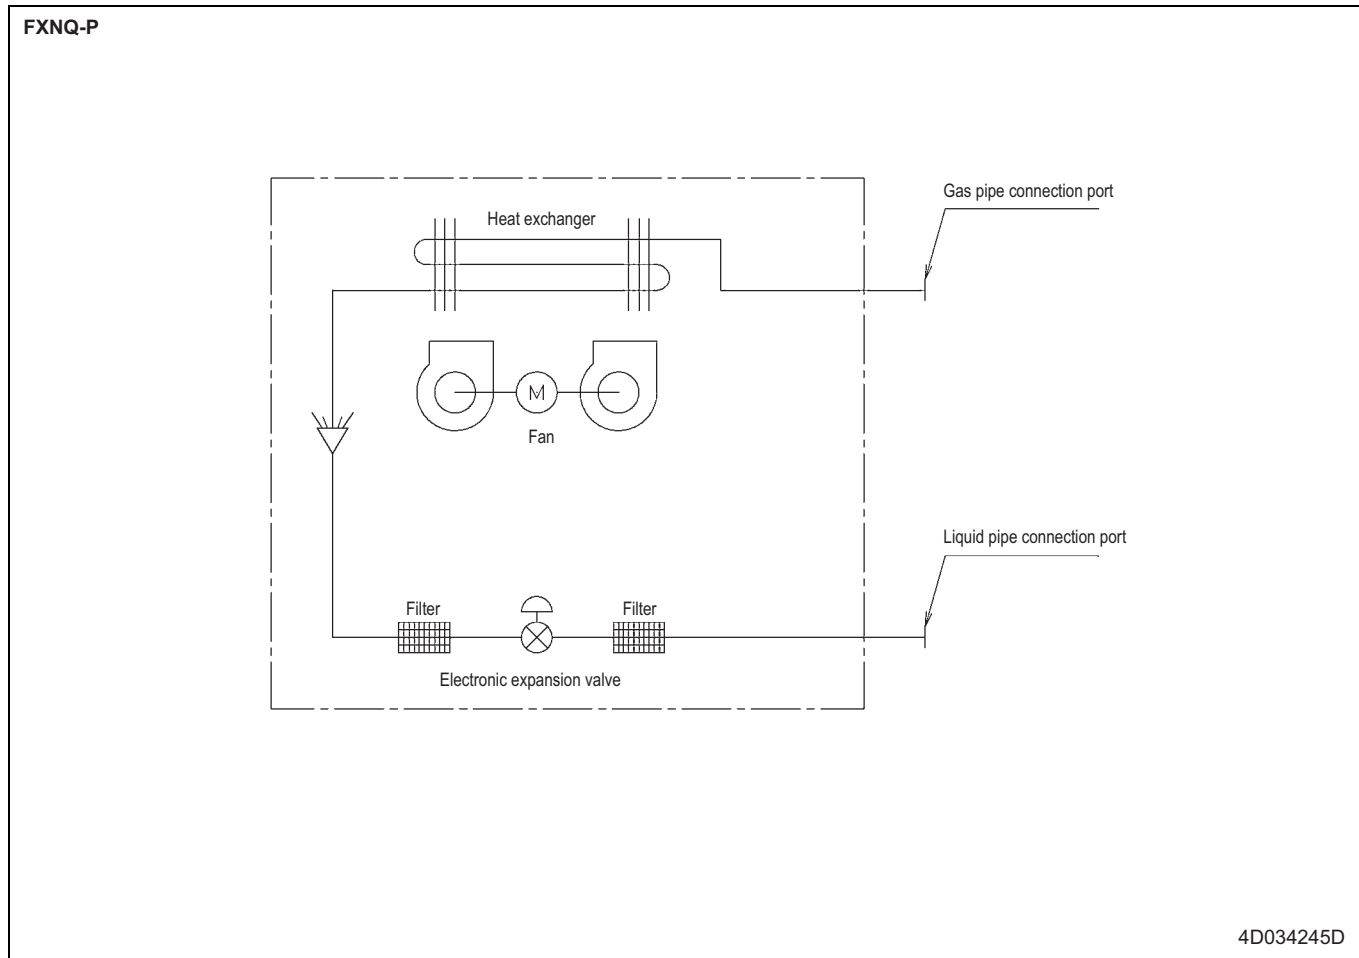 FXNQ-P
Gas pipe connection port
Heat exchanger
M
Fan
Liquid pipe connection port
Filter
Filter
Electronic expansion valve
4D034245D